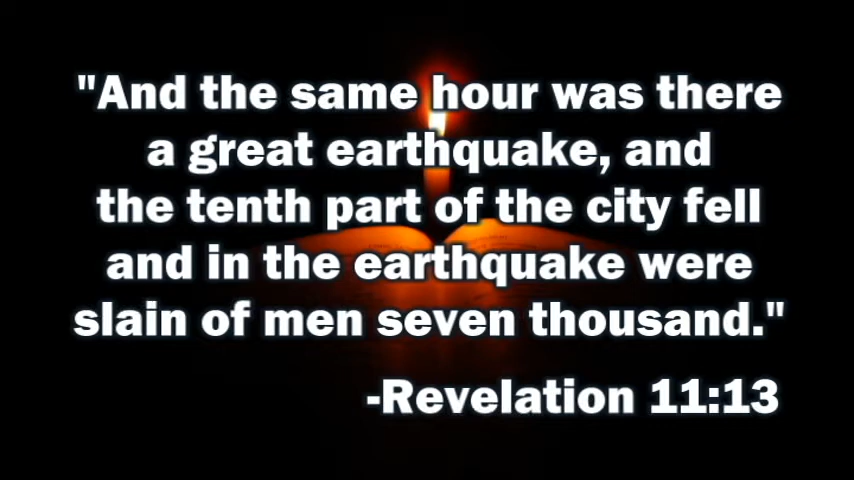 "And the same hour was there
a great earthquake, and
the tenth part of the city fell
and in the earthquake were
slain of men seven thousand."
-Revelation 11:13